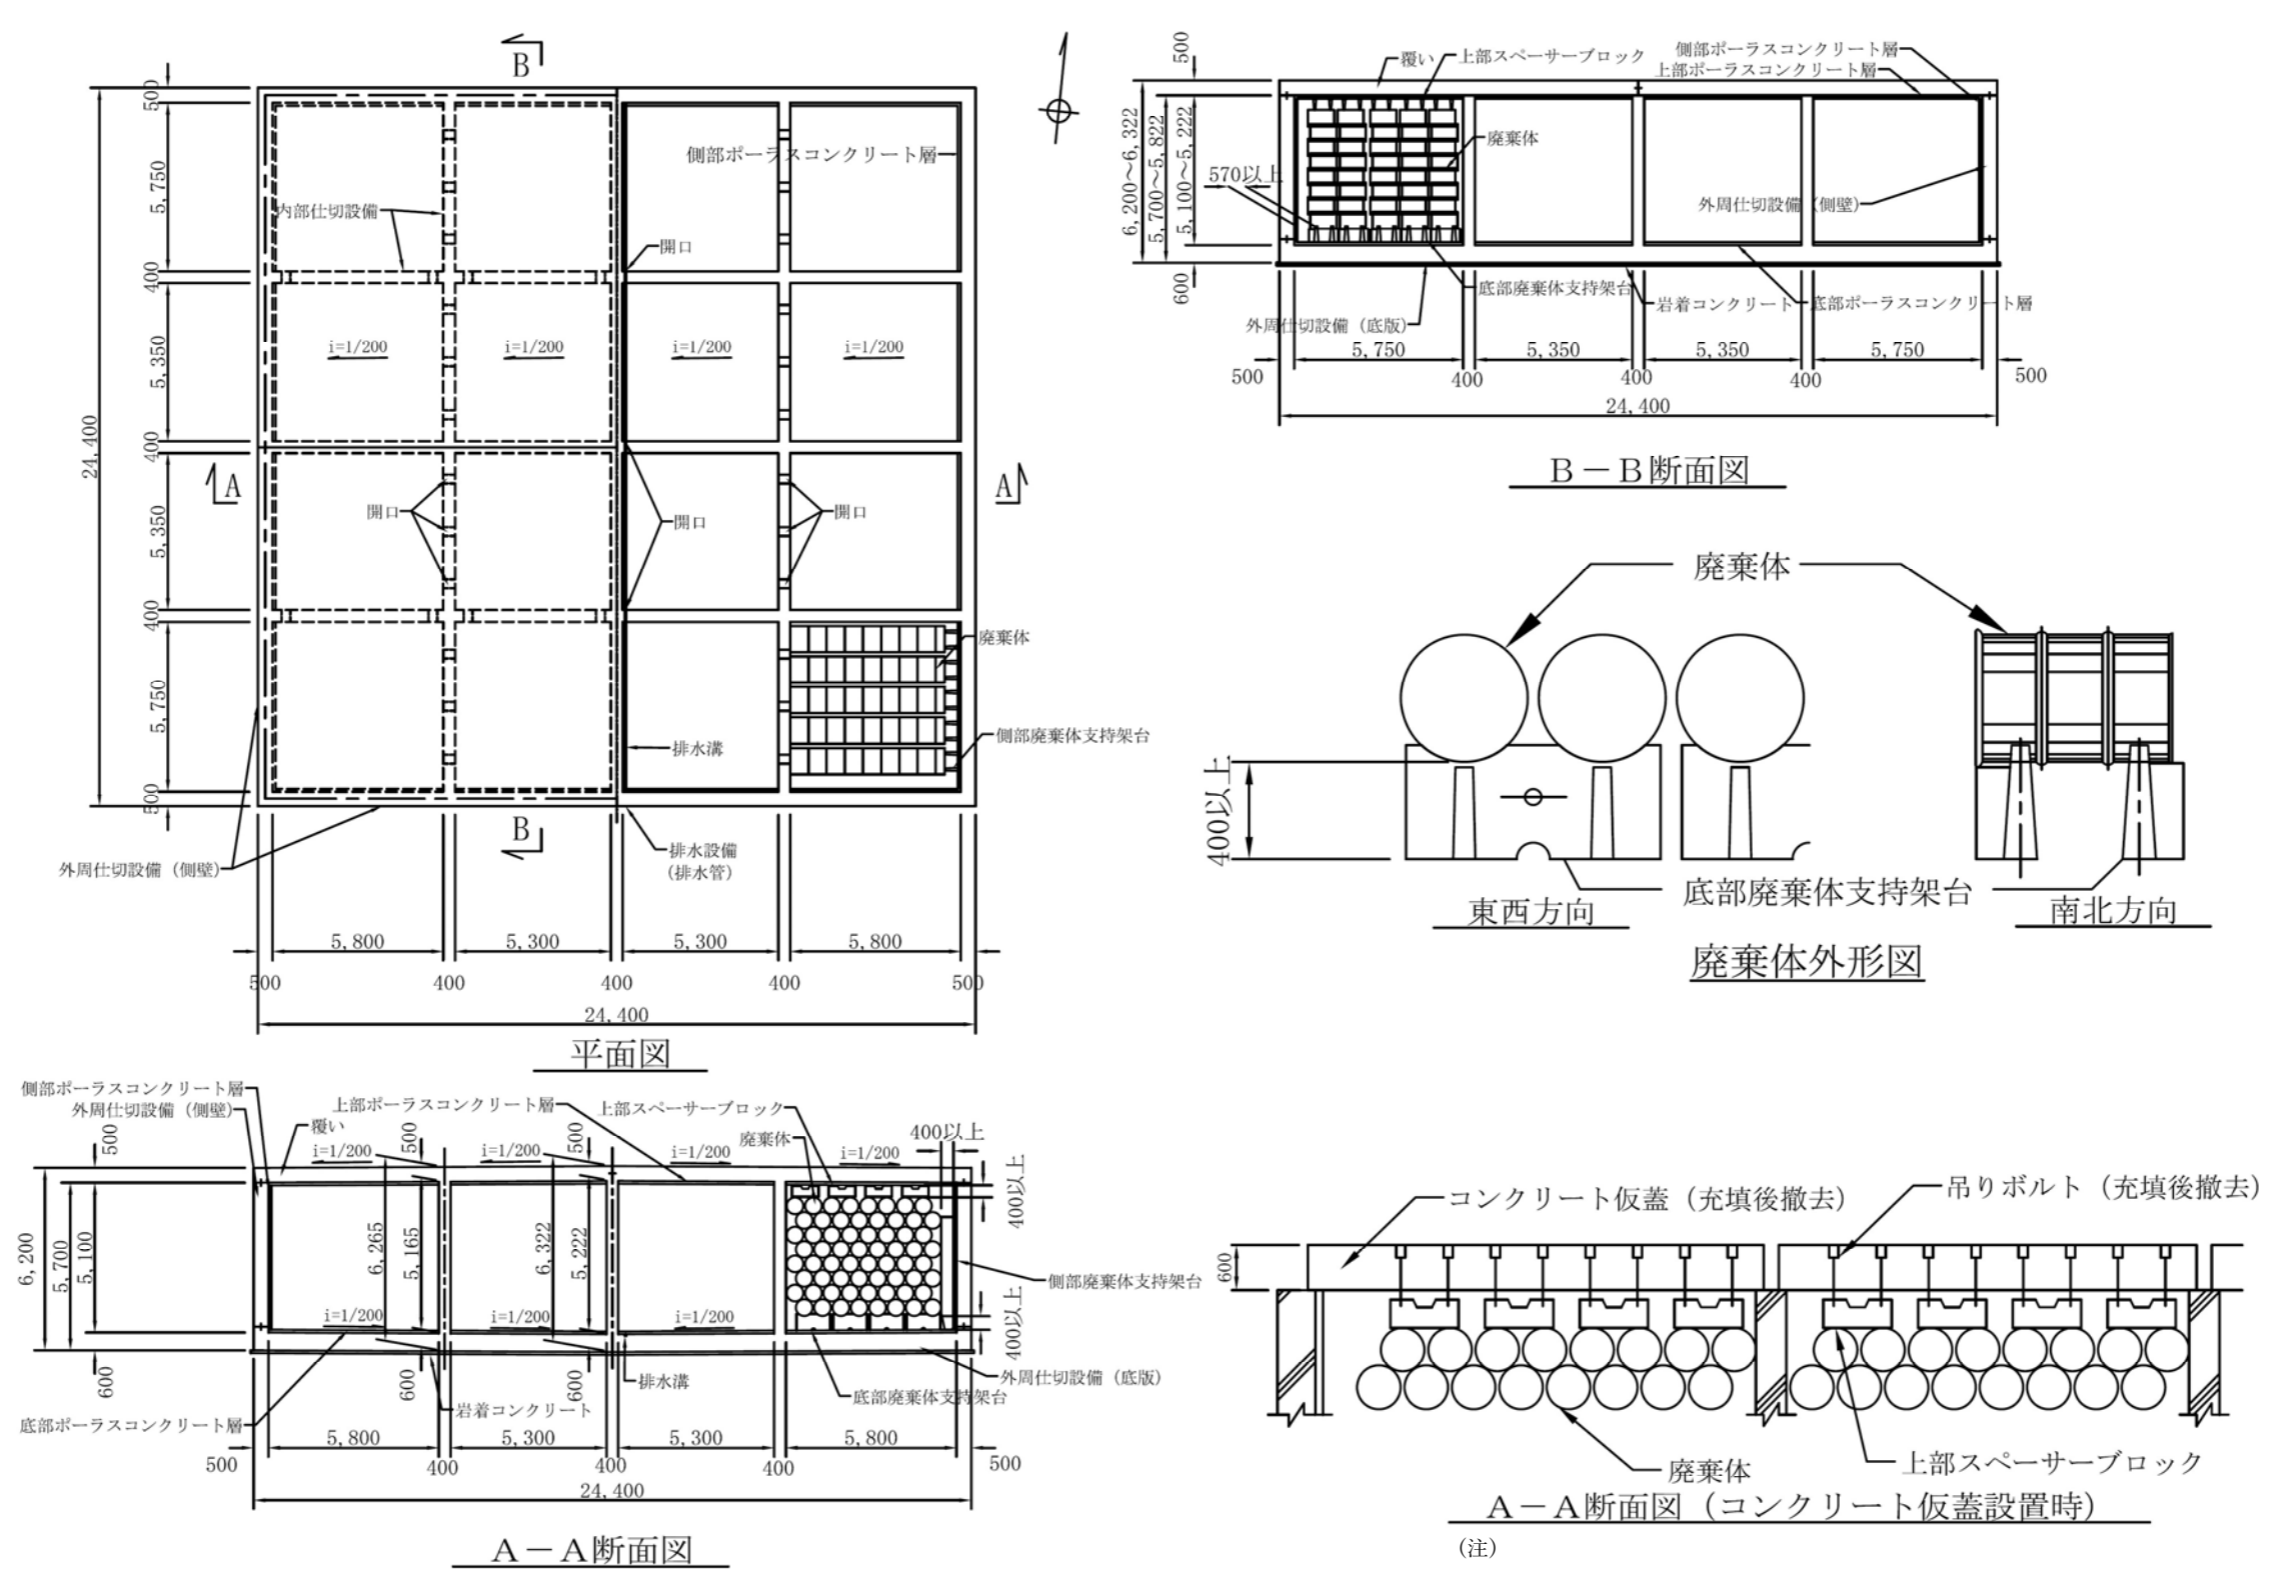 B
500
5,750
400
5,350
400
5,350
400
5,750
500
24,400
側部ポーラスコンクリート層
内部仕切設備
開口
i=1/200
i=1/200
i=1/200
i=1/200
A
A
開口
開口
開口
廃棄体
側部廃棄体支持架台
排水溝
B
排水設備
(排水管)
外周仕切設備（側壁）
5,800
5,300
5,300
5,800
500
400
400
400
500
24,400
平面図
500
覆い
上部スペーサーブロック
側部ポーラスコンクリート層
上部ポーラスコンクリート層
6,200～6,322
5,700～5,822
5,100～5,222
廃棄体
570以上
外周仕切設備（側壁）
600
底部廃棄体支持架台
岩着コンクリート
底部ポーラスコンクリート層
外周仕切設備（底版）
5,750
5,350
5,350
5,750
500
400
400
400
500
24,400
B－B断面図
廃棄体
400以上
底部廃棄体支持架台
東西方向
南北方向
廃棄体外形図
側部ポーラスコンクリート層
外周仕切設備（側壁）
覆い
上部ポーラスコンクリート層
上部スペーサーブロック
廃棄体
400以上
500
500
500
i=1/200
i=1/200
i=1/200
i=1/200
400以上
6,200
5,700
5,100
6,265
5,165
6,322
5,222
側部廃棄体支持架台
i=1/200
i=1/200
i=1/200
400以上
600
600
600
排水溝
外周仕切設備（底版）
底部廃棄体支持架台
岩着コンクリート
底部ポーラスコンクリート層
5,800
5,300
5,300
5,800
500
400
400
400
500
24,400
A－A断面図
コンクリート仮蓋（充填後撤去）
吊りボルト（充填後撤去）
600
廃棄体
上部スペーサーブロック
A－A断面図（コンクリート仮蓋設置時）
（注）